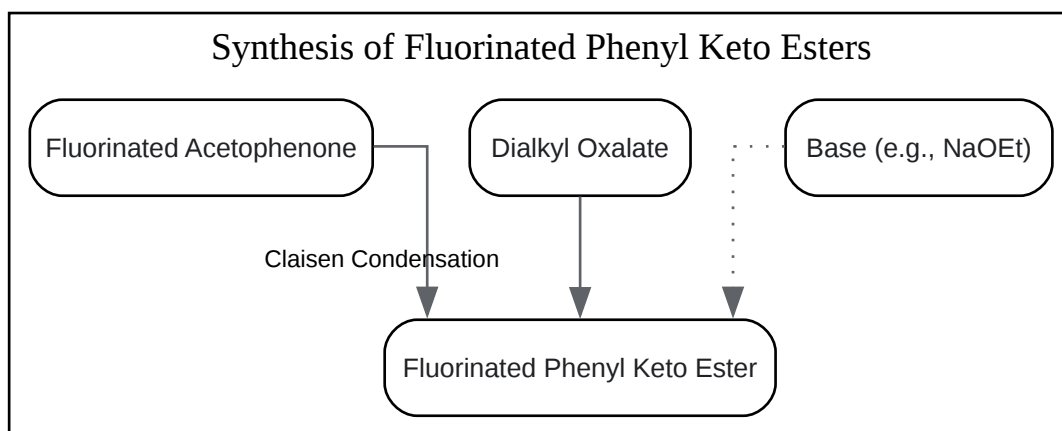 Synthesis of Fluorinated Phenyl Keto Esters
Fluorinated Acetophenone
Dialkyl Oxalate
Base (e.g., NaOEt)
Claisen Condensation
Fluorinated Phenyl Keto Ester